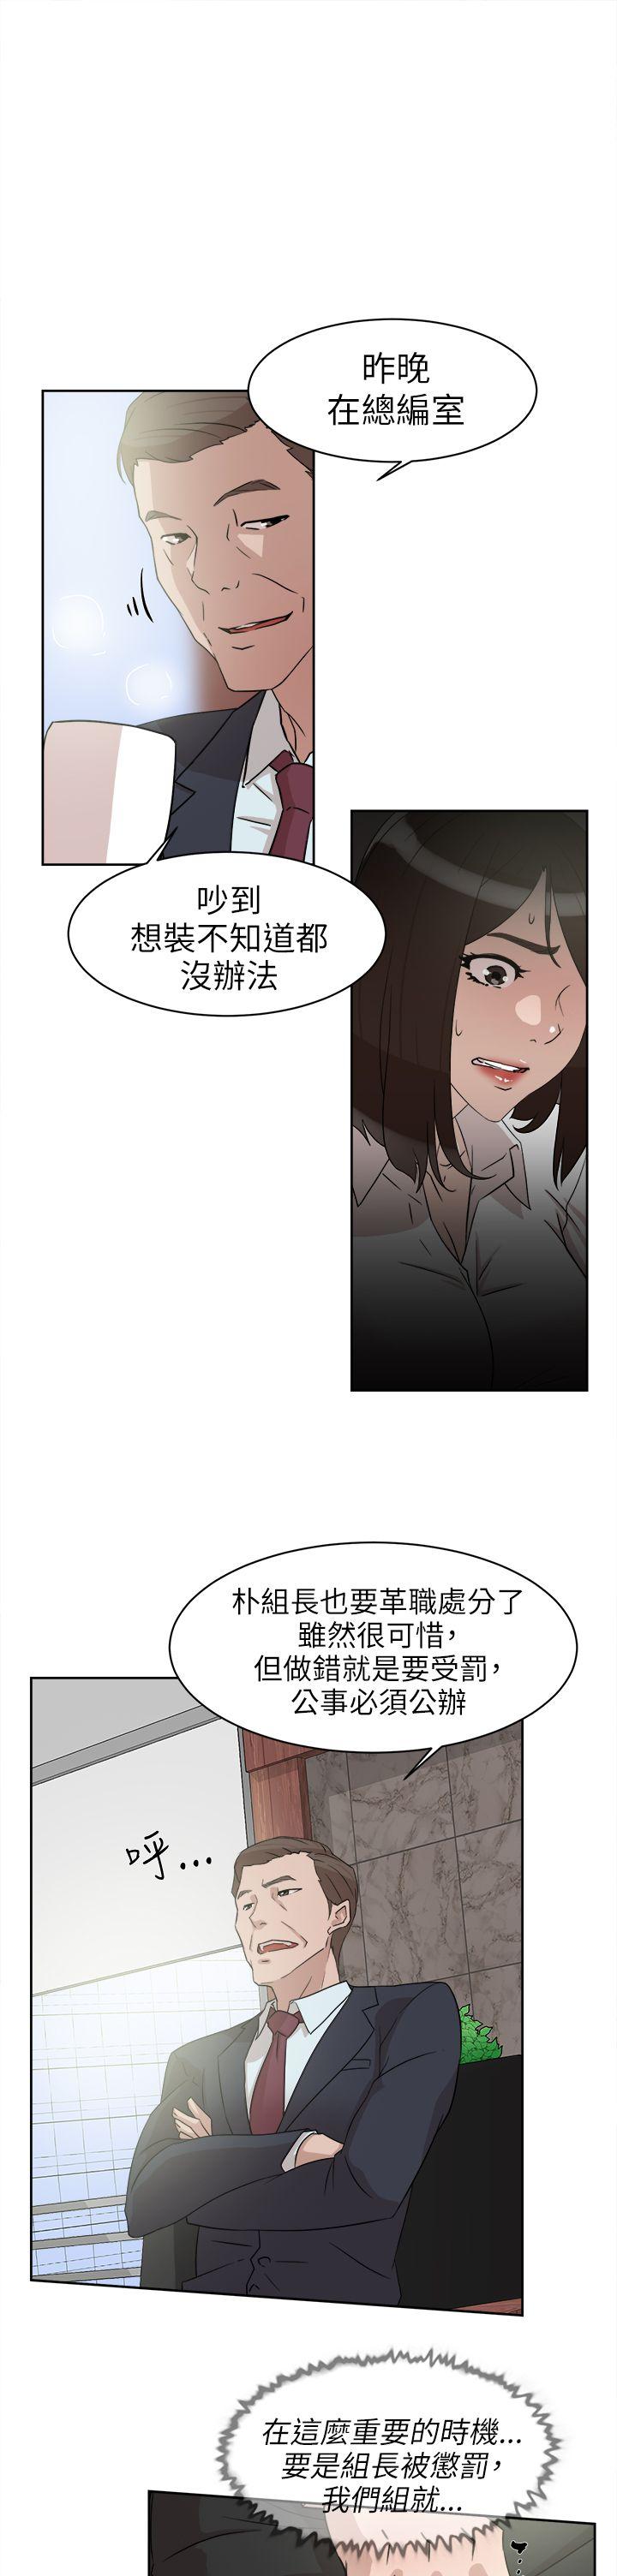 昨晚
在總編室
吵到
想裝不知道都
沒辦法
朴組長也要革職處分了
雖然很可惜，
但做錯就是要受罰，
公事必須公辦
呼...
在這麼重要的時機...
要是組長被懲罰，
我們組就...